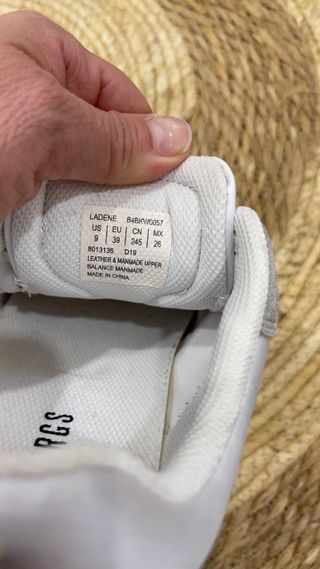 LADENE B4BKW0057
US EU CN MX
9 39 245 26
8013136 D19
LEATHER & MANMADE UPPER
BALANCE MANMADE
MADE IN CHINA
RGS